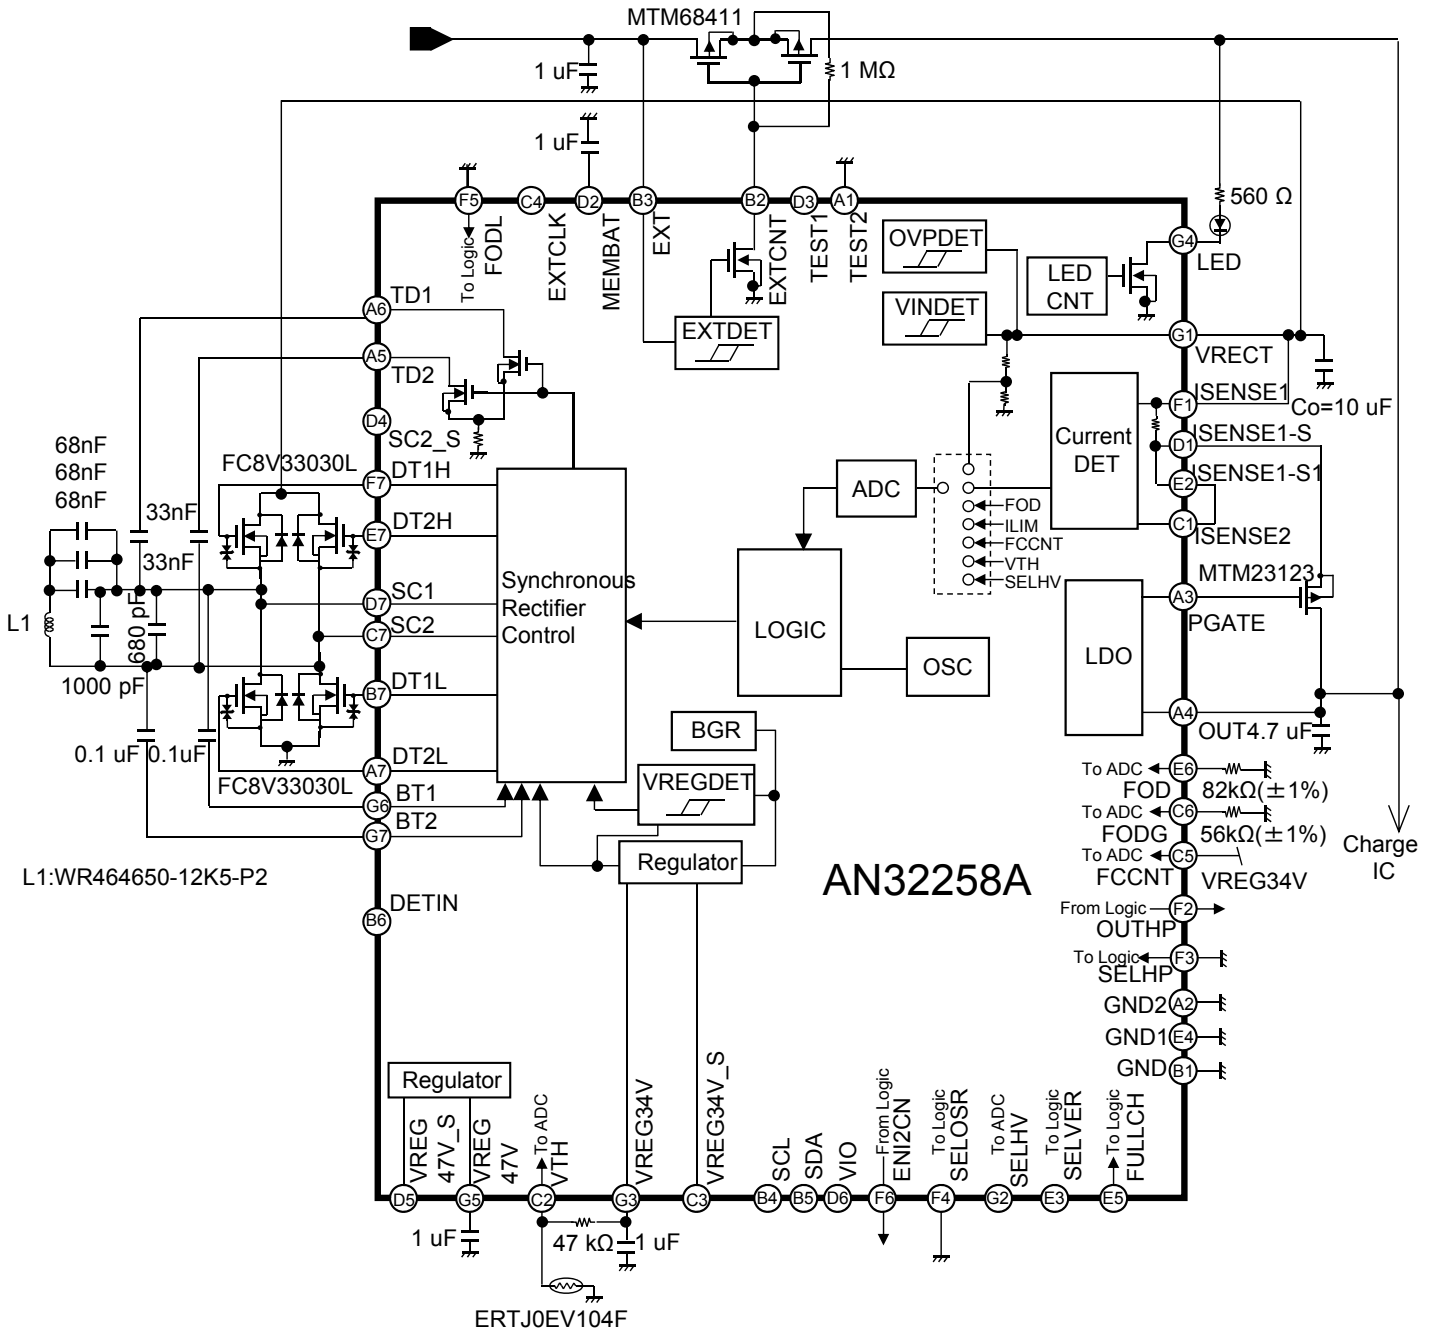 MTM68411
1 uF
1 MΩ
1 uF
560 Ω
F5
C4
D2
B3
B2
D3
A1
To Logic
FODL
EXTCLK
MEMBAT
EXT
EXTCNT
TEST1
TEST2
OVPDET
VINDET
LED
CNT
G4
LED
EXTDET
A6
TD1
A5
TD2
D4
SC2_S
G1
VRECT
Co=10 uF
F1
ISENSE1
D1
ISENSE1-S
E2
ISENSE1-S1
C1
ISENSE2
Current
DET
68nF
68nF
68nF
FC8V33030L
33nF
33nF
F7
DT1H
E7
DT2H
D7
SC1
C7
SC2
B7
DT1L
A7
DT2L
G6
BT1
G7
BT2
B6
DETIN
L1
1000 pF
680 pF
0.1 uF
0.1uF
FC8V33030L
L1:WR464650-12K5-P2
Synchronous
Rectifier
Control
ADC
LOGIC
OSC
FOD
ILIM
FCCNT
VTH
SELHV
MTM23123
A3
PGATE
LDO
A4
OUT
4.7 uF
BGR
VREGDET
Regulator
AN32258A
To ADC
E6
FOD
82kΩ(±1%)
To ADC
C6
FODG
56kΩ(±1%)
To ADC
C5
FCCNT
VREG34V
From Logic
F2
OUTHP
To Logic
F3
SELHP
GND2
A2
GND1
E4
GND
B1
Charge
IC
Regulator
VREG
47V_S
VREG
47V
To ADC
VTH
VREG34V
VREG34V_S
SCL
SDA
VIO
From Logic
ENI2CN
To Logic
SELOSR
To ADC
SELHV
To Logic
SELVER
To Logic
FULLCH
D5
G5
C2
G3
C3
B4
B5
D6
F6
F4
G2
E3
E5
1 uF
47 kΩ
1 uF
ERTJ0EV104F